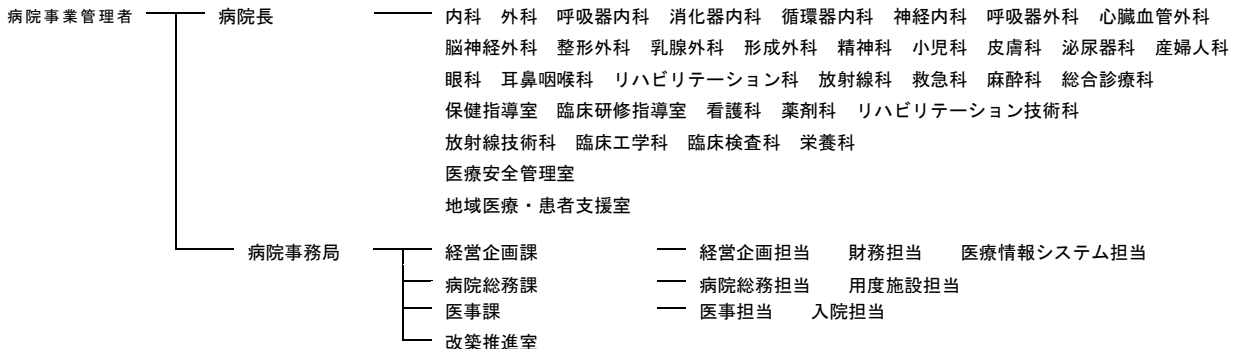 病院事業管理者 病院長 内科 外科 呼吸器内科 消化器内科 循環器内科 神経内科 呼吸器外科 心臓血管外科
脳神経外科 整形外科 乳腺外科 形成外科 精神科 小児科 皮膚科 泌尿器科 産婦人科
眼科 耳鼻咽喉科 リハビリテーション科 放射線科 救急科 麻酔科 総合診療科
保健指導室 臨床研修指導室 看護科 薬剤科 リハビリテーション技術科
放射線技術科 臨床工学科 臨床検査科 栄養科
医療安全管理室
地域医療・患者支援室
病院事務局 経営企画課 経営企画担当 財務担当 医療情報システム担当
病院総務課 病院総務担当 用度施設担当
医事課 医事担当 入院担当
改築推進室